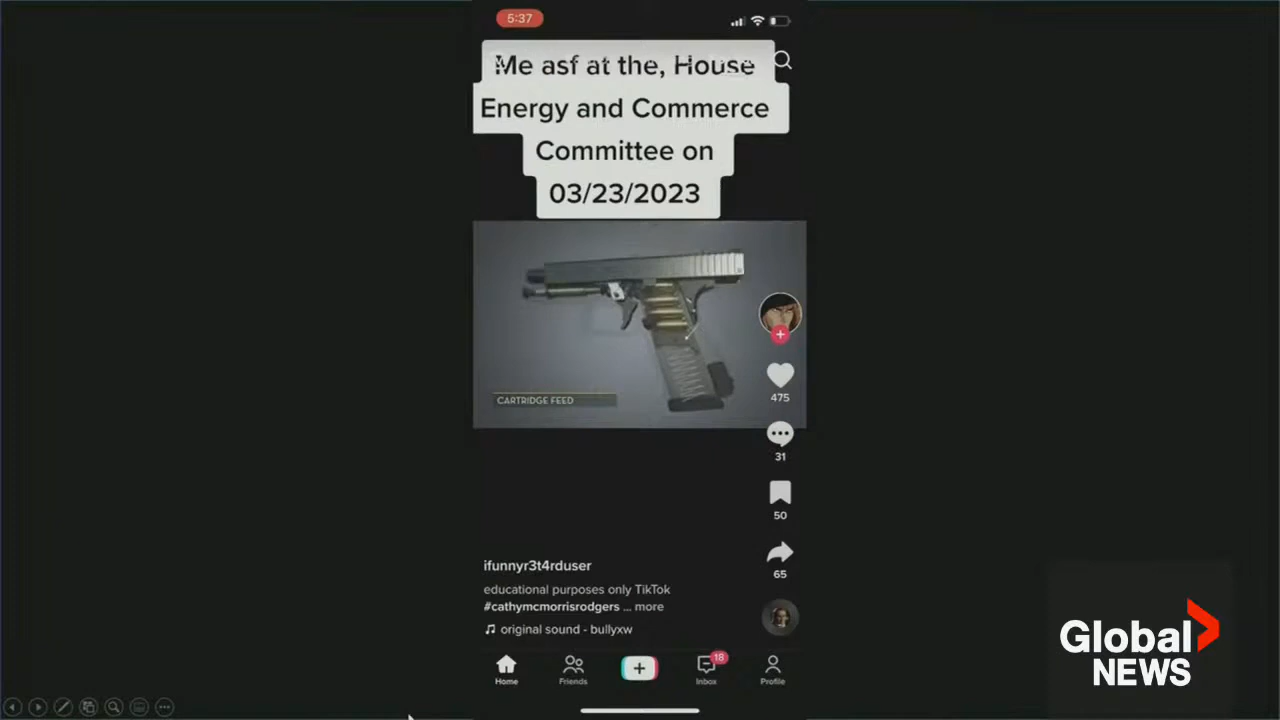 5:37
Me asf at the, House
Energy and Commerce
Committee on
03/23/2023
CARTRIDGE FEED
475
31
50
65
ifunnyr3t4rduser
educational purposes only TikTok
#cathymcmorrisrodgers ... more
original sound - bullyxw
Home
Friends
18
Inbox
Profile
Global
NEWS